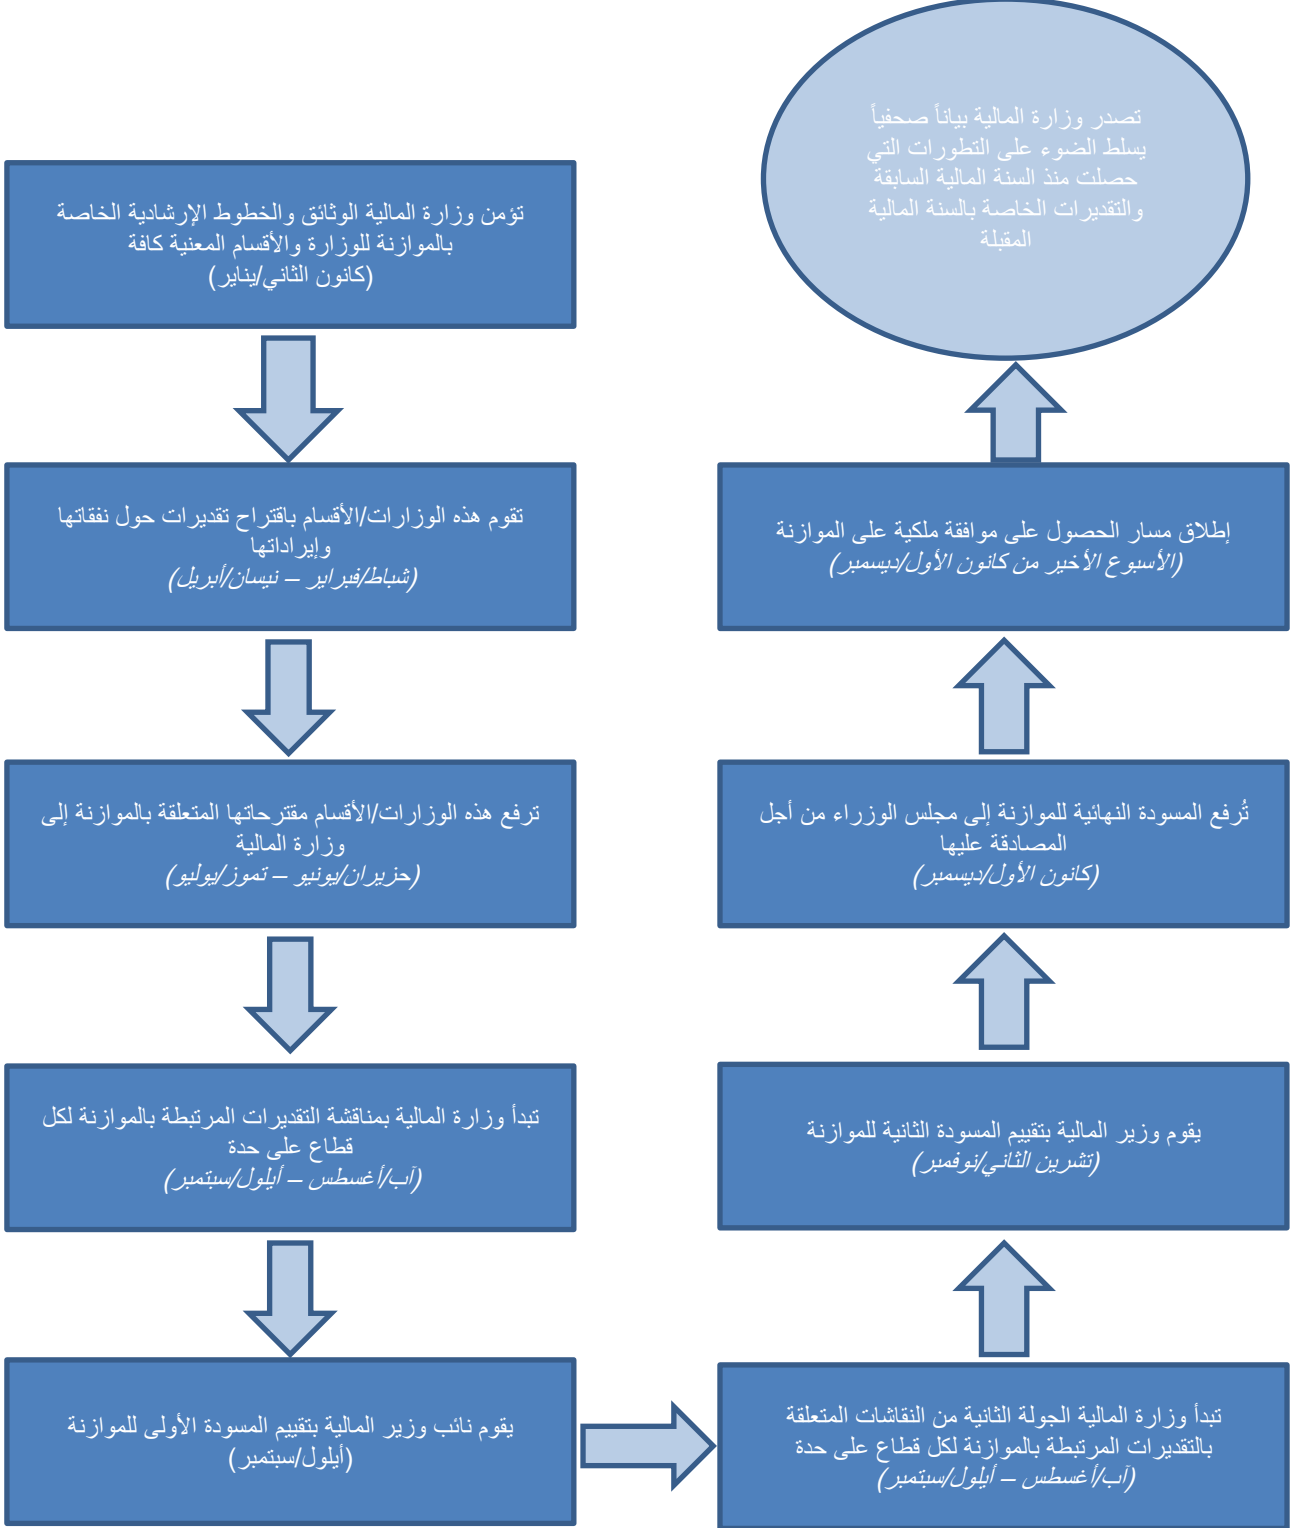 تؤمن وزارة المالية الوثائق والخطوط الإرشادية الخاصة
بالموازنة للوزارة والأقسام المعنية كافة
(كانون الثاني/يناير)
تقوم هذه الوزارات/الأقسام باقتراح تقديرات حول نفقاتها
وإيراداتها
(شباط/فبراير – نيسان/أبريل)
ترفع هذه الوزارات/الأقسام مقترحاتها المتعلقة بالموازنة إلى
وزارة المالية
(حزيران/يونيو – تموز/يوليو)
تبدأ وزارة المالية بمناقشة التقديرات المرتبطة بالموازنة لكل
قطاع على حدة
(آب/أغسطس – أيلول/سبتمبر)
يقوم نائب وزير المالية بتقييم المسودة الأولى للموازنة
(أيلول/سبتمبر)
تبدأ وزارة المالية الجولة الثانية من النقاشات المتعلقة
بالتقديرات المرتبطة بالموازنة لكل قطاع على حدة
(آب/أغسطس – أيلول/سبتمبر)
يقوم وزير المالية بتقييم المسودة الثانية للموازنة
(تشرين الثاني/نوفمبر)
تُرفع المسودة النهائية للموازنة إلى مجلس الوزراء من أجل
المصادقة عليها
(كانون الأول/ديسمبر)
إطلاق مسار الحصول على موافقة ملكية على الموازنة
(الأسبوع الأخير من كانون الأول/ديسمبر)
تصدر وزارة المالية بياناً صحفياً
يسلط الضوء على التطورات التي
حصلت منذ السنة المالية السابقة
والتقديرات الخاصة بالسنة المالية
المقبلة